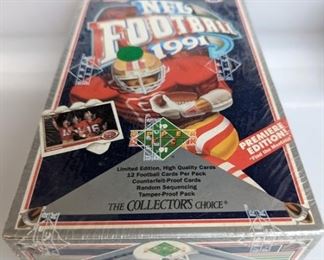 NFL
FOOTBALL
1991
PREMIERE
EDITION!
Limited Edition, High Quality Cards
12 Football Cards Per Pack
Counterfeit-Proof Cards
Random Sequencing
Tamper-Proof Pack
THE COLLECTOR'S CHOICE